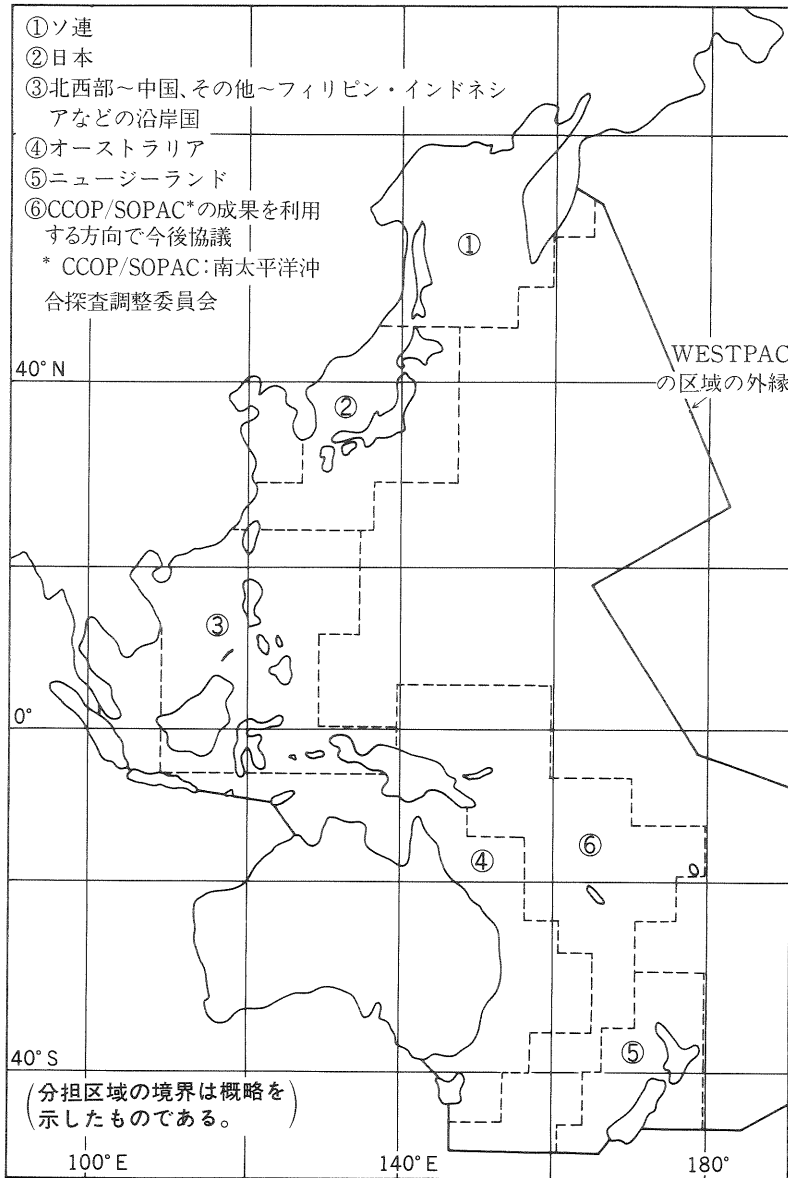 ①ソ連
②日本
③北西部～中国、その他～フィリピン・インドネシ
アなどの沿岸国
④オーストラリア
⑤ニュージーランド
⑥CCOP/SOPAC*の成果を利用
する方向で今後協議
* CCOP/SOPAC:南太平洋沖
合探査調整委員会
①
40°N
WESTPAC
の区域の外縁
②
③
0°
④
⑥
⑤
40°S
(分担区域の境界は概略を
示したものである。)
100°E
140°E
180°